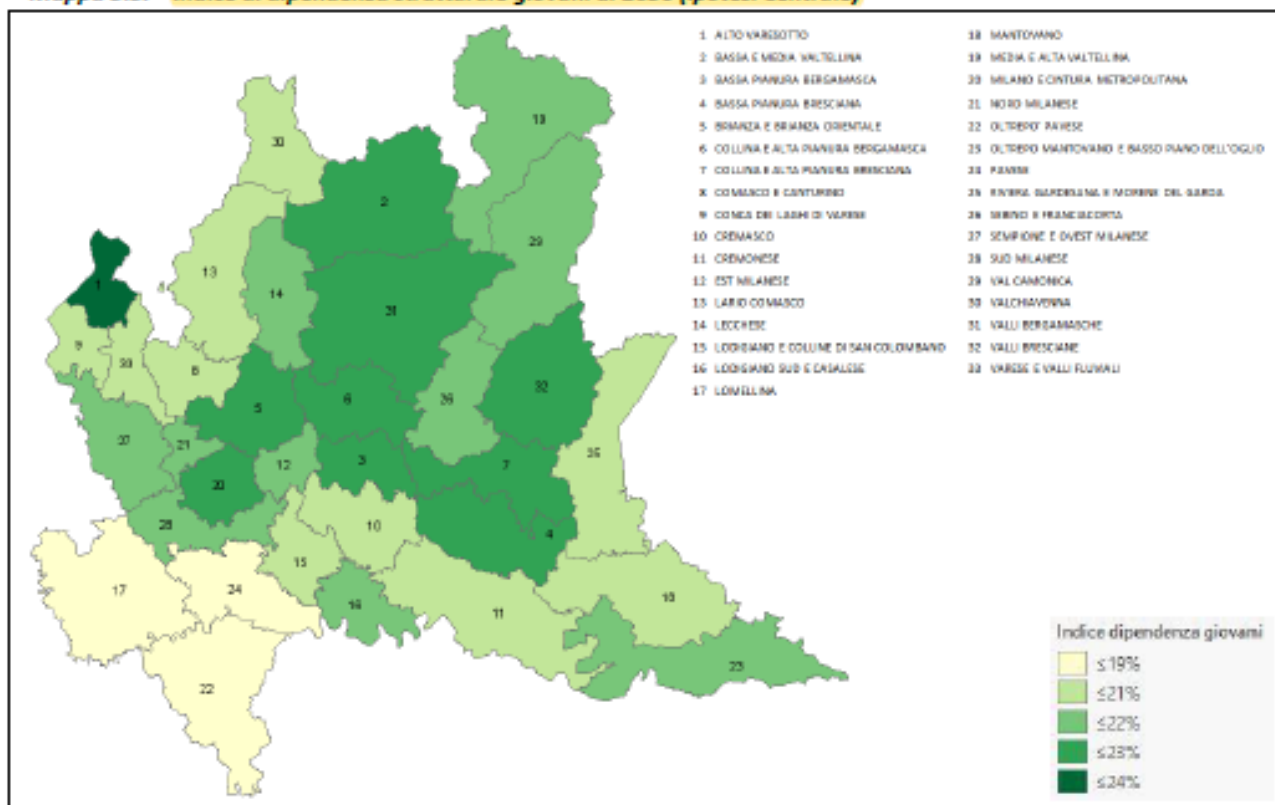 Indice di dipendenza strutturale giovani al
1 ALTO VARESOTTO
2 BASSA E MEDIA VALTELLINA
3 BASSA PIANURA BERGAMASCA
4 BASSA PIANURA BRESCIANA
5 BRIANZA E BRIANZA ORIENTALE
6 COLLINA E ALTA PIANURA BERGAMASCA
7 COLLINA E ALTA PIANURA BRESCIANA
8 COMASCO E CANTURINO
9 CONCA DEI LAGHI DI VARESE
10 CREMASCO
11 CREMONESE
12 EST MILANESE
13 LARIO COMASCO
14 LECCHESE
15 LODIGIANO E COLLINE DI SAN COLOMBANO
16 LODIGIANO SUD E CASALESE
17 LOMELLINA
18 MANTOVANO
19 MEDIA E ALTA VALTELLINA
20 MILANO E CINTURA METROPOLITANA
21 NORD MILANESE
22 OLTREPO' PAVESE
23 OLTREPO MANTOVANO E BASSO PIANO DELL'OGLIO
24 PAVESE
25 RIVIERA GARDESANA E MORENE DEL GARDA
26 SEBINO E FRANCIACORTA
27 SEMPIONE E OVEST MILANESE
28 SUD MILANESE
29 VAL CAMONICA
30 VALCHIAVENNA
31 VALLI BERGAMASCHE
32 VALLI BRESCIANE
33 VARESE E VALLI FLUVIALI
19
30
2
29
13
1
14
31
9
33
8
32
5
6
26
27
21
25
12
3
7
20
28
10
4
15
17
24
16
11
18
23
22
Indice dipendenza giovani
≤19%
≤21%
≤22%
≤23%
≤24%